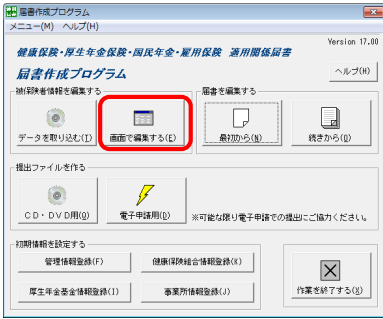 届書作成プログラム
メニュー(M) ヘルプ(H)
Version 17.00
健康保険・厚生年金保険・国民年金・雇用保険 適用関係届書
届書作成プログラム
ヘルプ(H)
被保険者情報を編集する
データを取り込む(I)
画面で編集する(E)
届書を編集する
最初から(N)
続きから(O)
提出ファイルを作る
CD・DVD用(Q)
電子申請用(D)
※可能な限り電子申請での提出にご協力ください。
初期情報を設定する
管理情報登録(F)
健康保険組合情報登録(K)
厚生年金基金情報登録(1)
事業所情報登録(J)
作業を終了する(X)